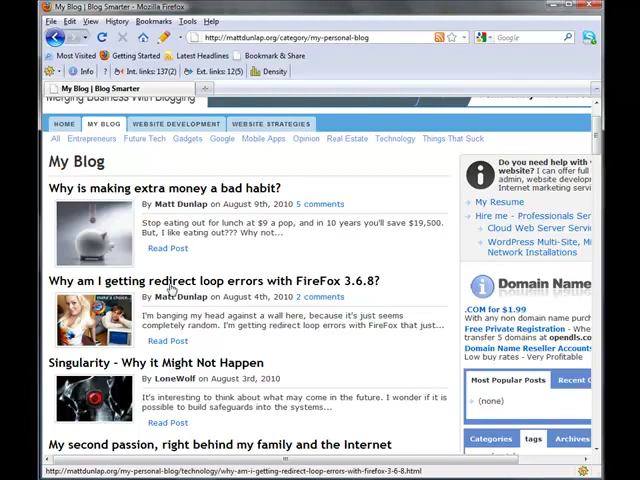 My Blog | Blog Smarter - Mozilla Firefox
File Edit View History Bookmarks Tools Help
http://mattdunlap.org/category/my-personal-blog
Google
Most Visited Getting Started Latest Headlines Bookmark & Share
Info Int. links: 137(2) Ext. links: 12(5) Density
My Blog | Blog Smarter
Merging Business With Blogging
HOME MY BLOG WEBSITE DEVELOPMENT WEBSITE STRATEGIES
All Entrepreneurs Future Tech Gadgets Google Mobile Apps Opinion Real Estate Technology Things That Suck
My Blog
Why is making extra money a bad habit?
By Matt Dunlap on August 9th, 2010 5 comments
Stop eating out for lunch at $9 a pop, and in 10 years you'll save $19,500.
But, I like eating out??? Why not...
Read Post
Why am I getting redirect loop errors with FireFox 3.6.8?
By Matt Dunlap on August 4th, 2010 2 comments
make a choice...
I'm banging my head against a wall here, because it's just seems
completely random. I'm getting redirect loop errors with FireFox that just...
Read Post
Singularity - Why it Might Not Happen
By LoneWolf on August 3rd, 2010
It's interesting to think about what may come in the future. I wonder if it is
possible to build safeguards into the systems...
Read Post
My second passion, right behind my family and the Internet
Do you need help with
website? I can offer full
admin, website develop
Internet marketing servi
My Resume
Hire me - Professional Ser
Cloud Web Server Servi
WordPress Multi-Site, M
Network Installations
Domain Name
.COM for $1.99
With any non domain name purch
Free Private Registration - When
transfer 5 domains at opendls.co
Domain Name Reseller Accounts
Low buy rates - Very Profitable
Most Popular Posts Recent C
(none)
Categories tags Archives
http://mattdunlap.org/my-personal-blog/technology/why-am-i-getting-redirect-loop-errors-with-firefox-3-6-8.html